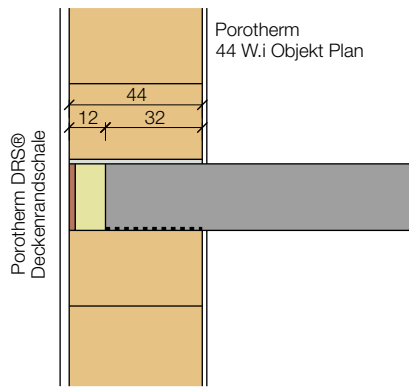 Porotherm
44 W.i Objekt Plan
44
12
32
Porotherm DRS®
Deckenrandschale